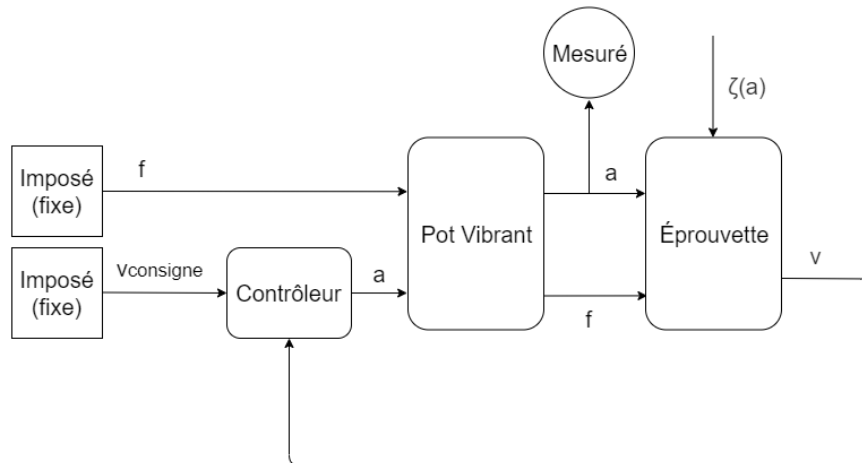 Mesuré
ζ(a)
Imposé
(fixe)
f
a
Pot Vibrant
Éprouvette
Imposé
(fixe)
vconsigne
Contrôleur
a
v
f